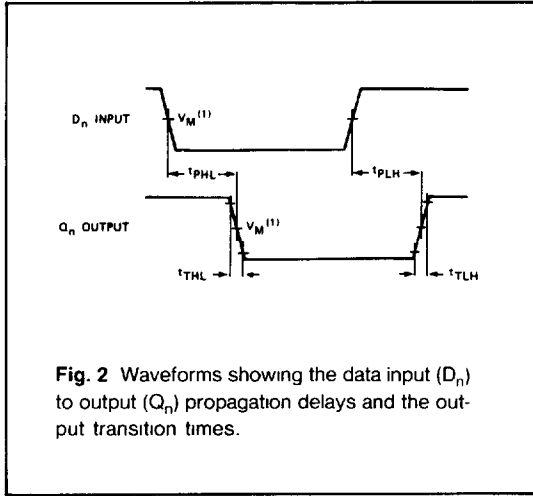 Dn INPUT
VM(1)
tPHL
tPLH
Qn OUTPUT
VM(1)
tTHL
tTLH
Fig. 2 Waveforms showing the data input (Dn)
to output (Qn) propagation delays and the out-
put transition times.